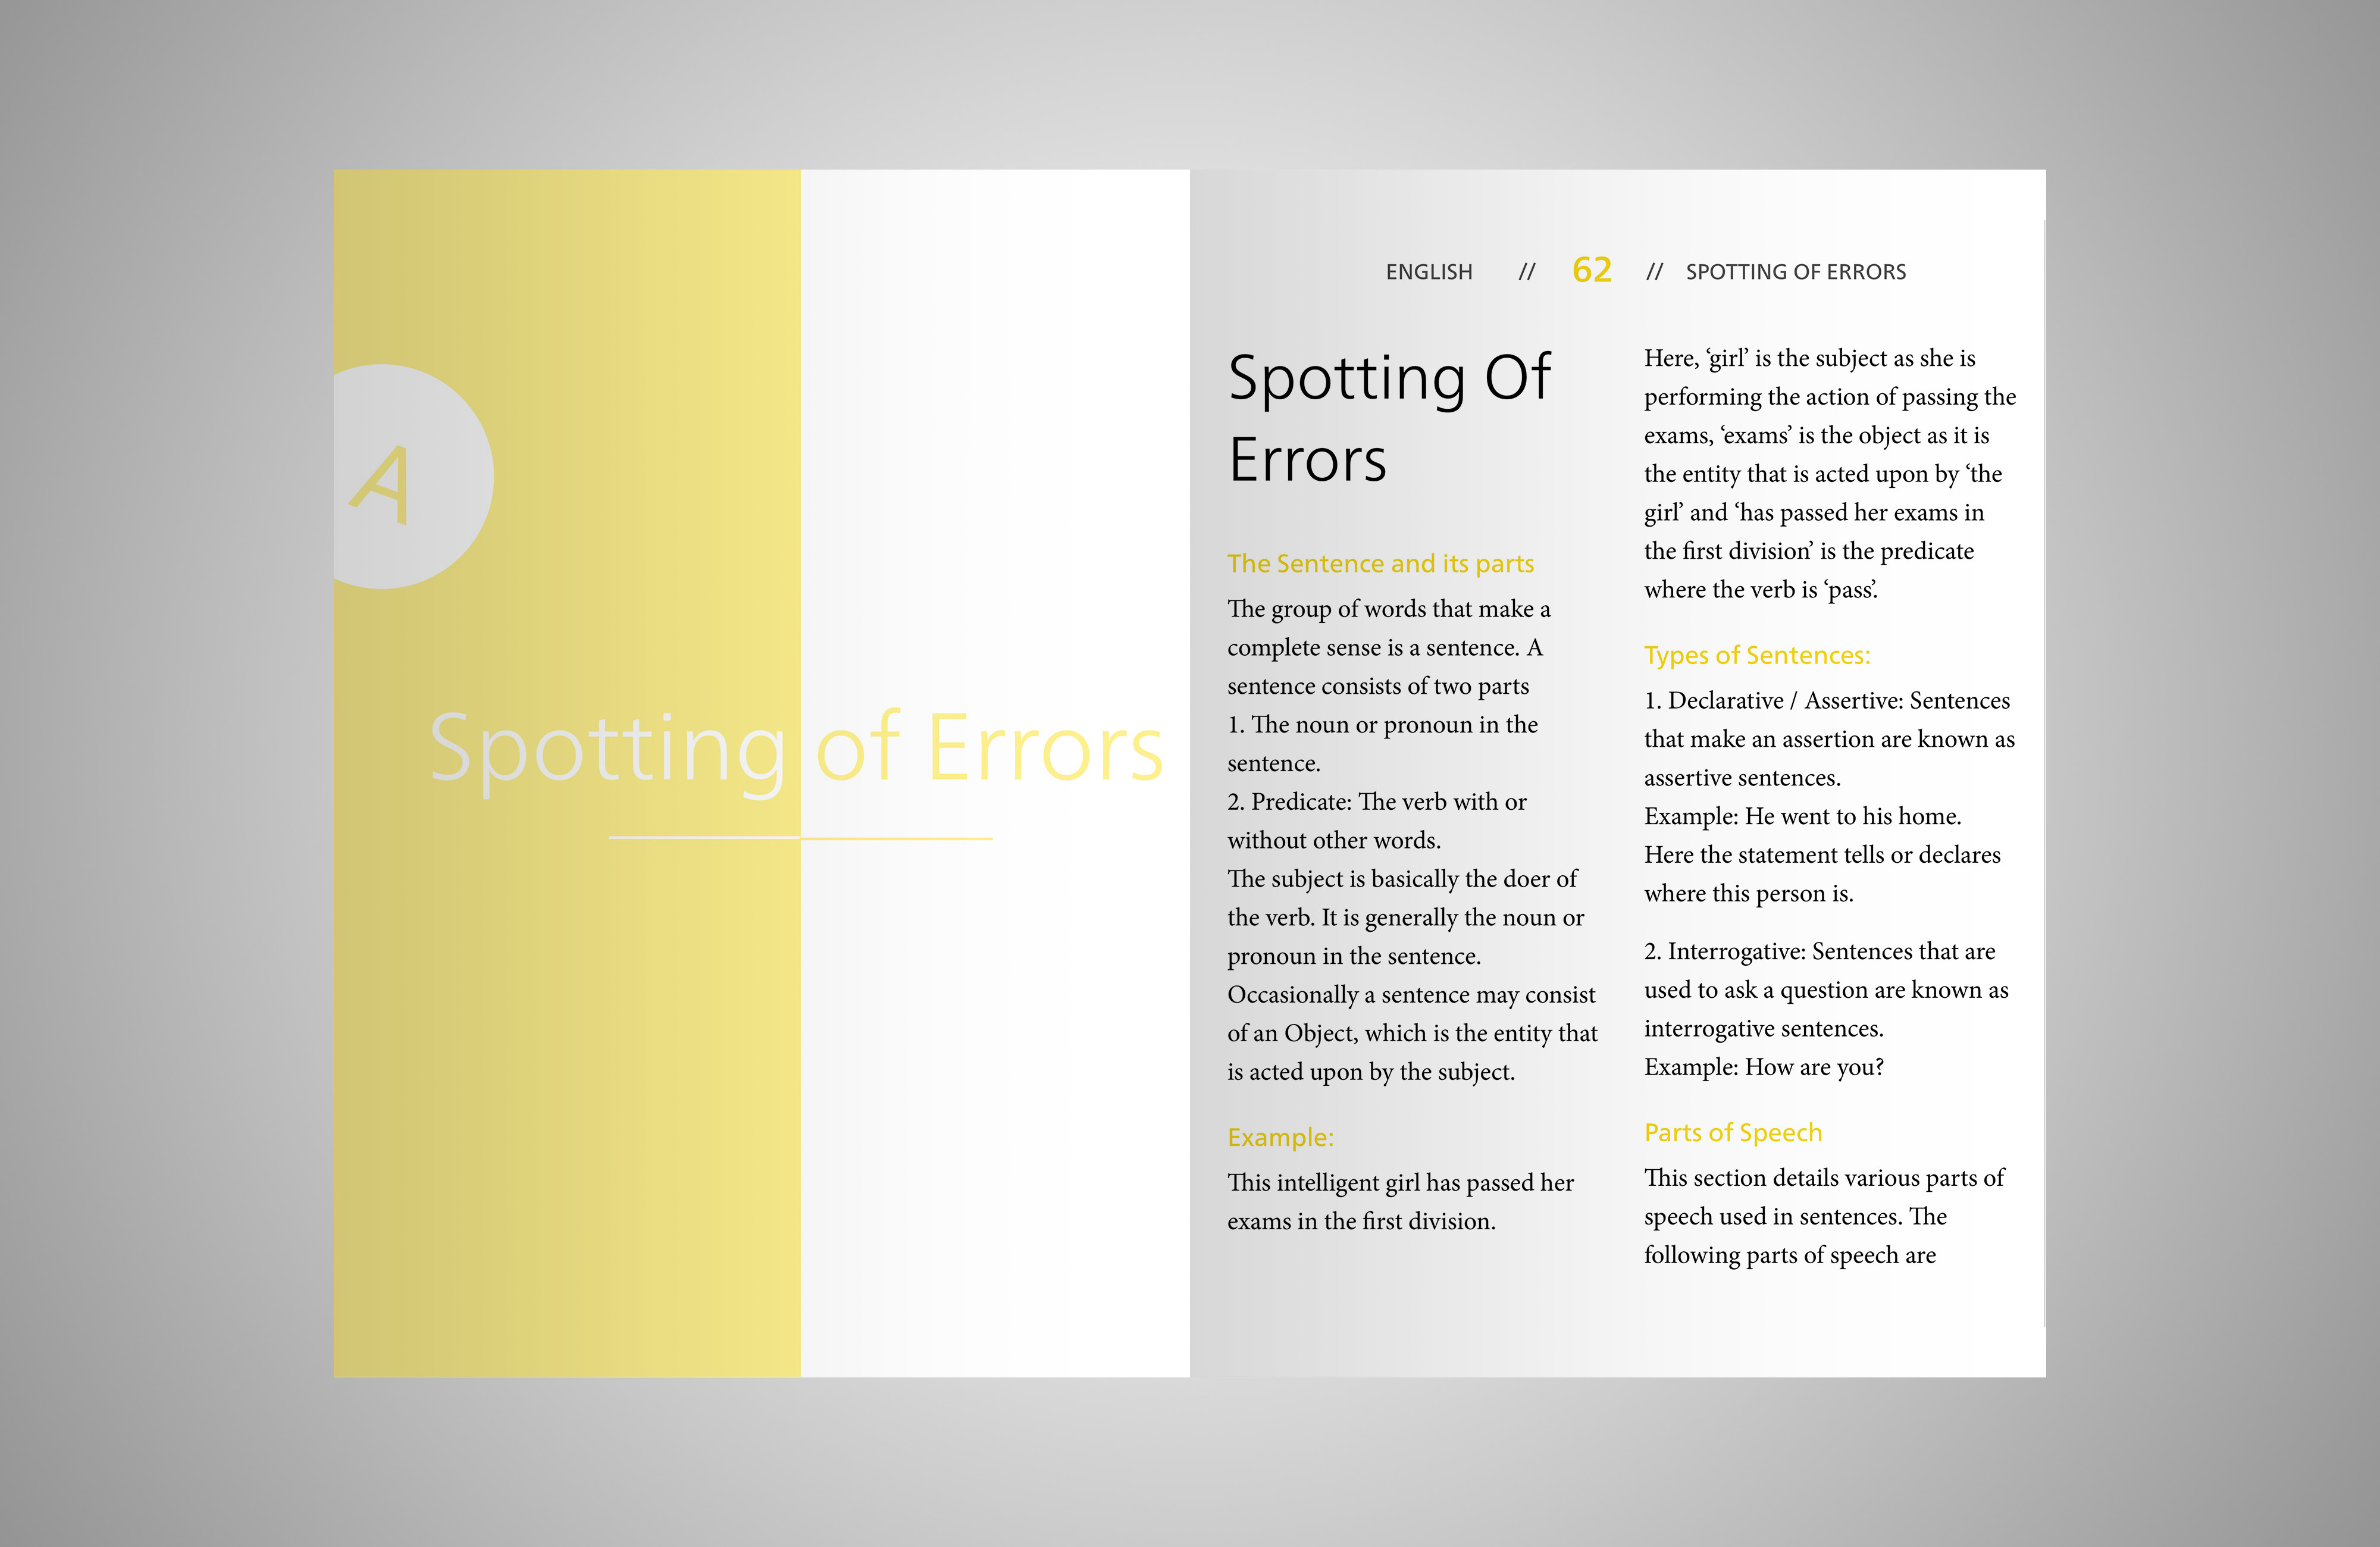 A
Spotting of Errors
ENGLISH // 62 // SPOTTING OF ERRORS
Spotting Of
Errors
The Sentence and its parts
The group of words that make a
complete sense is a sentence. A
sentence consists of two parts
1. The noun or pronoun in the
sentence.
2. Predicate: The verb with or
without other words.
The subject is basically the doer of
the verb. It is generally the noun or
pronoun in the sentence.
Occasionally a sentence may consist
of an Object, which is the entity that
is acted upon by the subject.
Example:
This intelligent girl has passed her
exams in the first division.
Here, ‘girl’ is the subject as she is
performing the action of passing the
exams, ‘exams’ is the object as it is
the entity that is acted upon by ‘the
girl’ and ‘has passed her exams in
the first division’ is the predicate
where the verb is ‘pass’.
Types of Sentences:
1. Declarative / Assertive: Sentences
that make an assertion are known as
assertive sentences.
Example: He went to his home.
Here the statement tells or declares
where this person is.
2. Interrogative: Sentences that are
used to ask a question are known as
interrogative sentences.
Example: How are you?
Parts of Speech
This section details various parts of
speech used in sentences. The
following parts of speech are